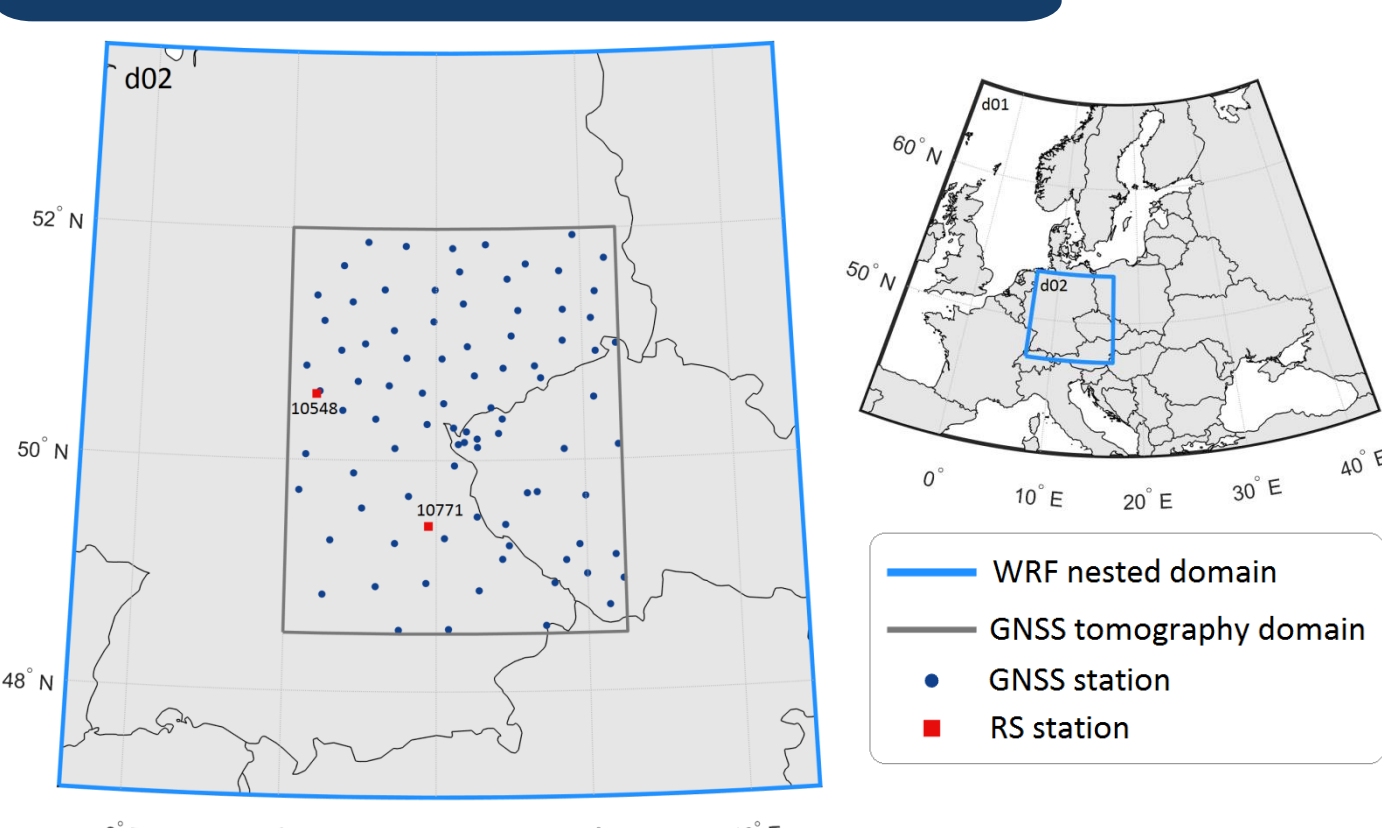 d02
52° N
50° N
48° N
10548
10771
d01
60° N
50° N
d02
0°
10° E
20° E
30° E
40° E
WRF nested domain
GNSS tomography domain
GNSS station
RS station